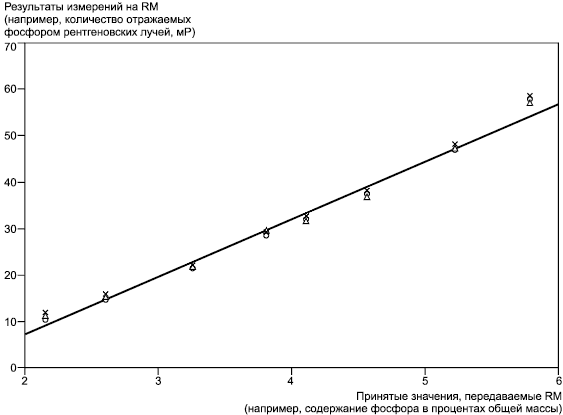 Результаты измерений на RM
(например, количество отражаемых
фосфором рентгеновских лучей, мР)
70
60
50
40
30
20
10
0
2
3
4
5
6
Принятые значения, передаваемые RM
(например, содержание фосфора в процентах общей массы)